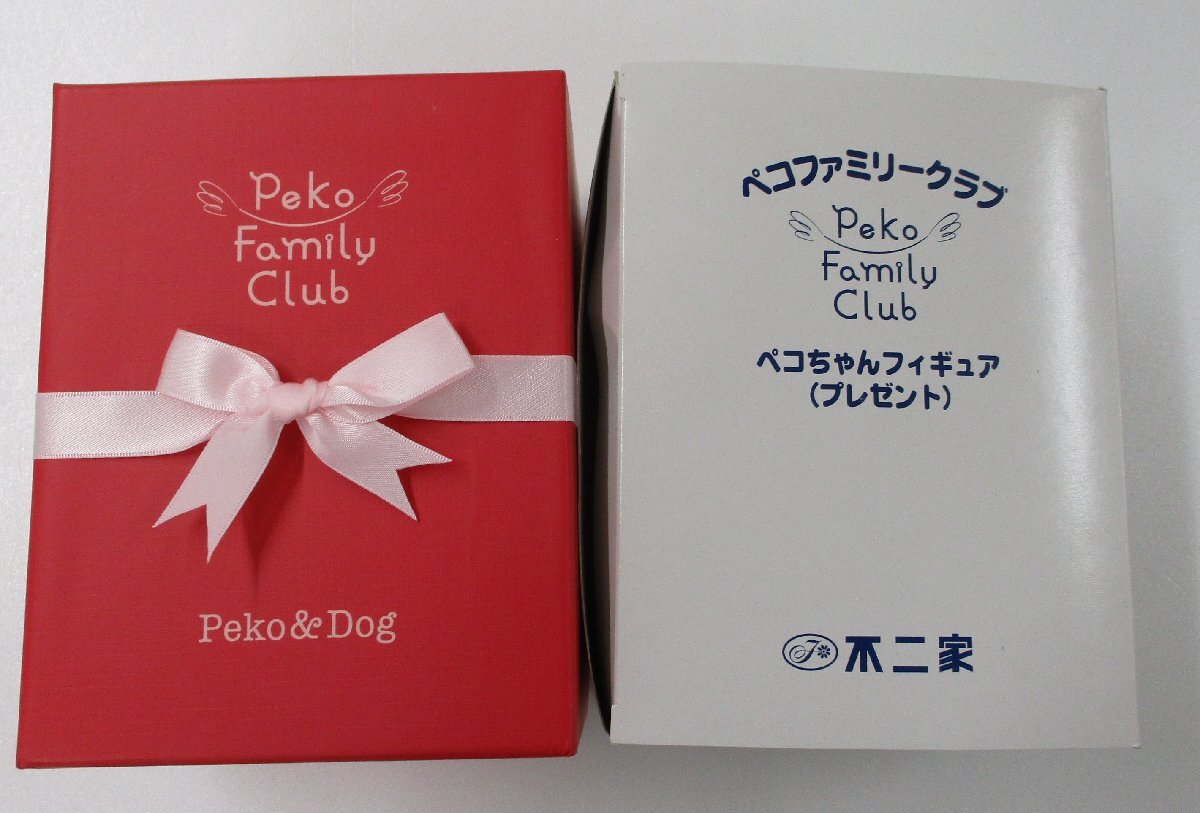 Peko
Family
Club
Peko&Dog
ペコファミリークラブ
Peko
Family
Club
ペコちゃんフィギュア
(プレゼント)
F 不二家